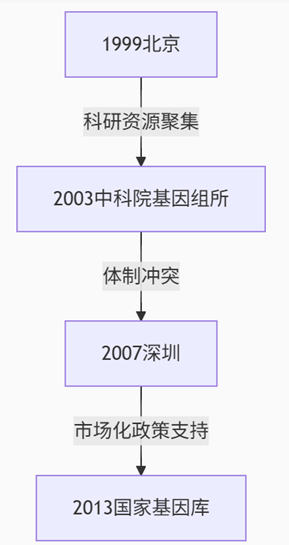 1999北京
科研资源聚集
2003中科院基因组所
体制冲突
2007深圳
市场化政策支持
2013国家基因库